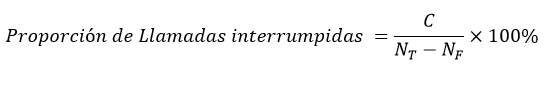 Proporción de Llamadas interrumpidas = C / (N_T − N_F) × 100%